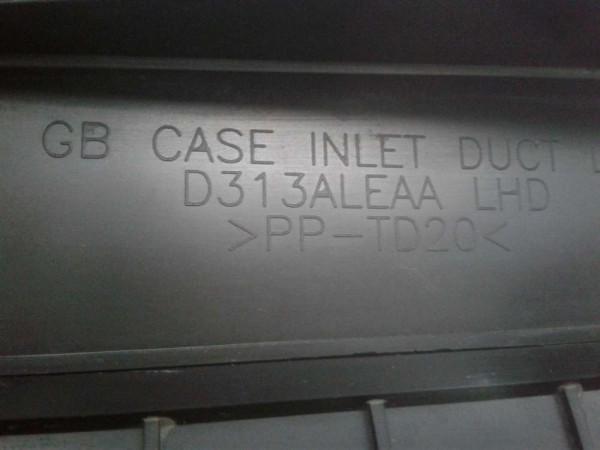 GB CASE INLET DUCT
D313ALEAA LHD
>PP-TD20<